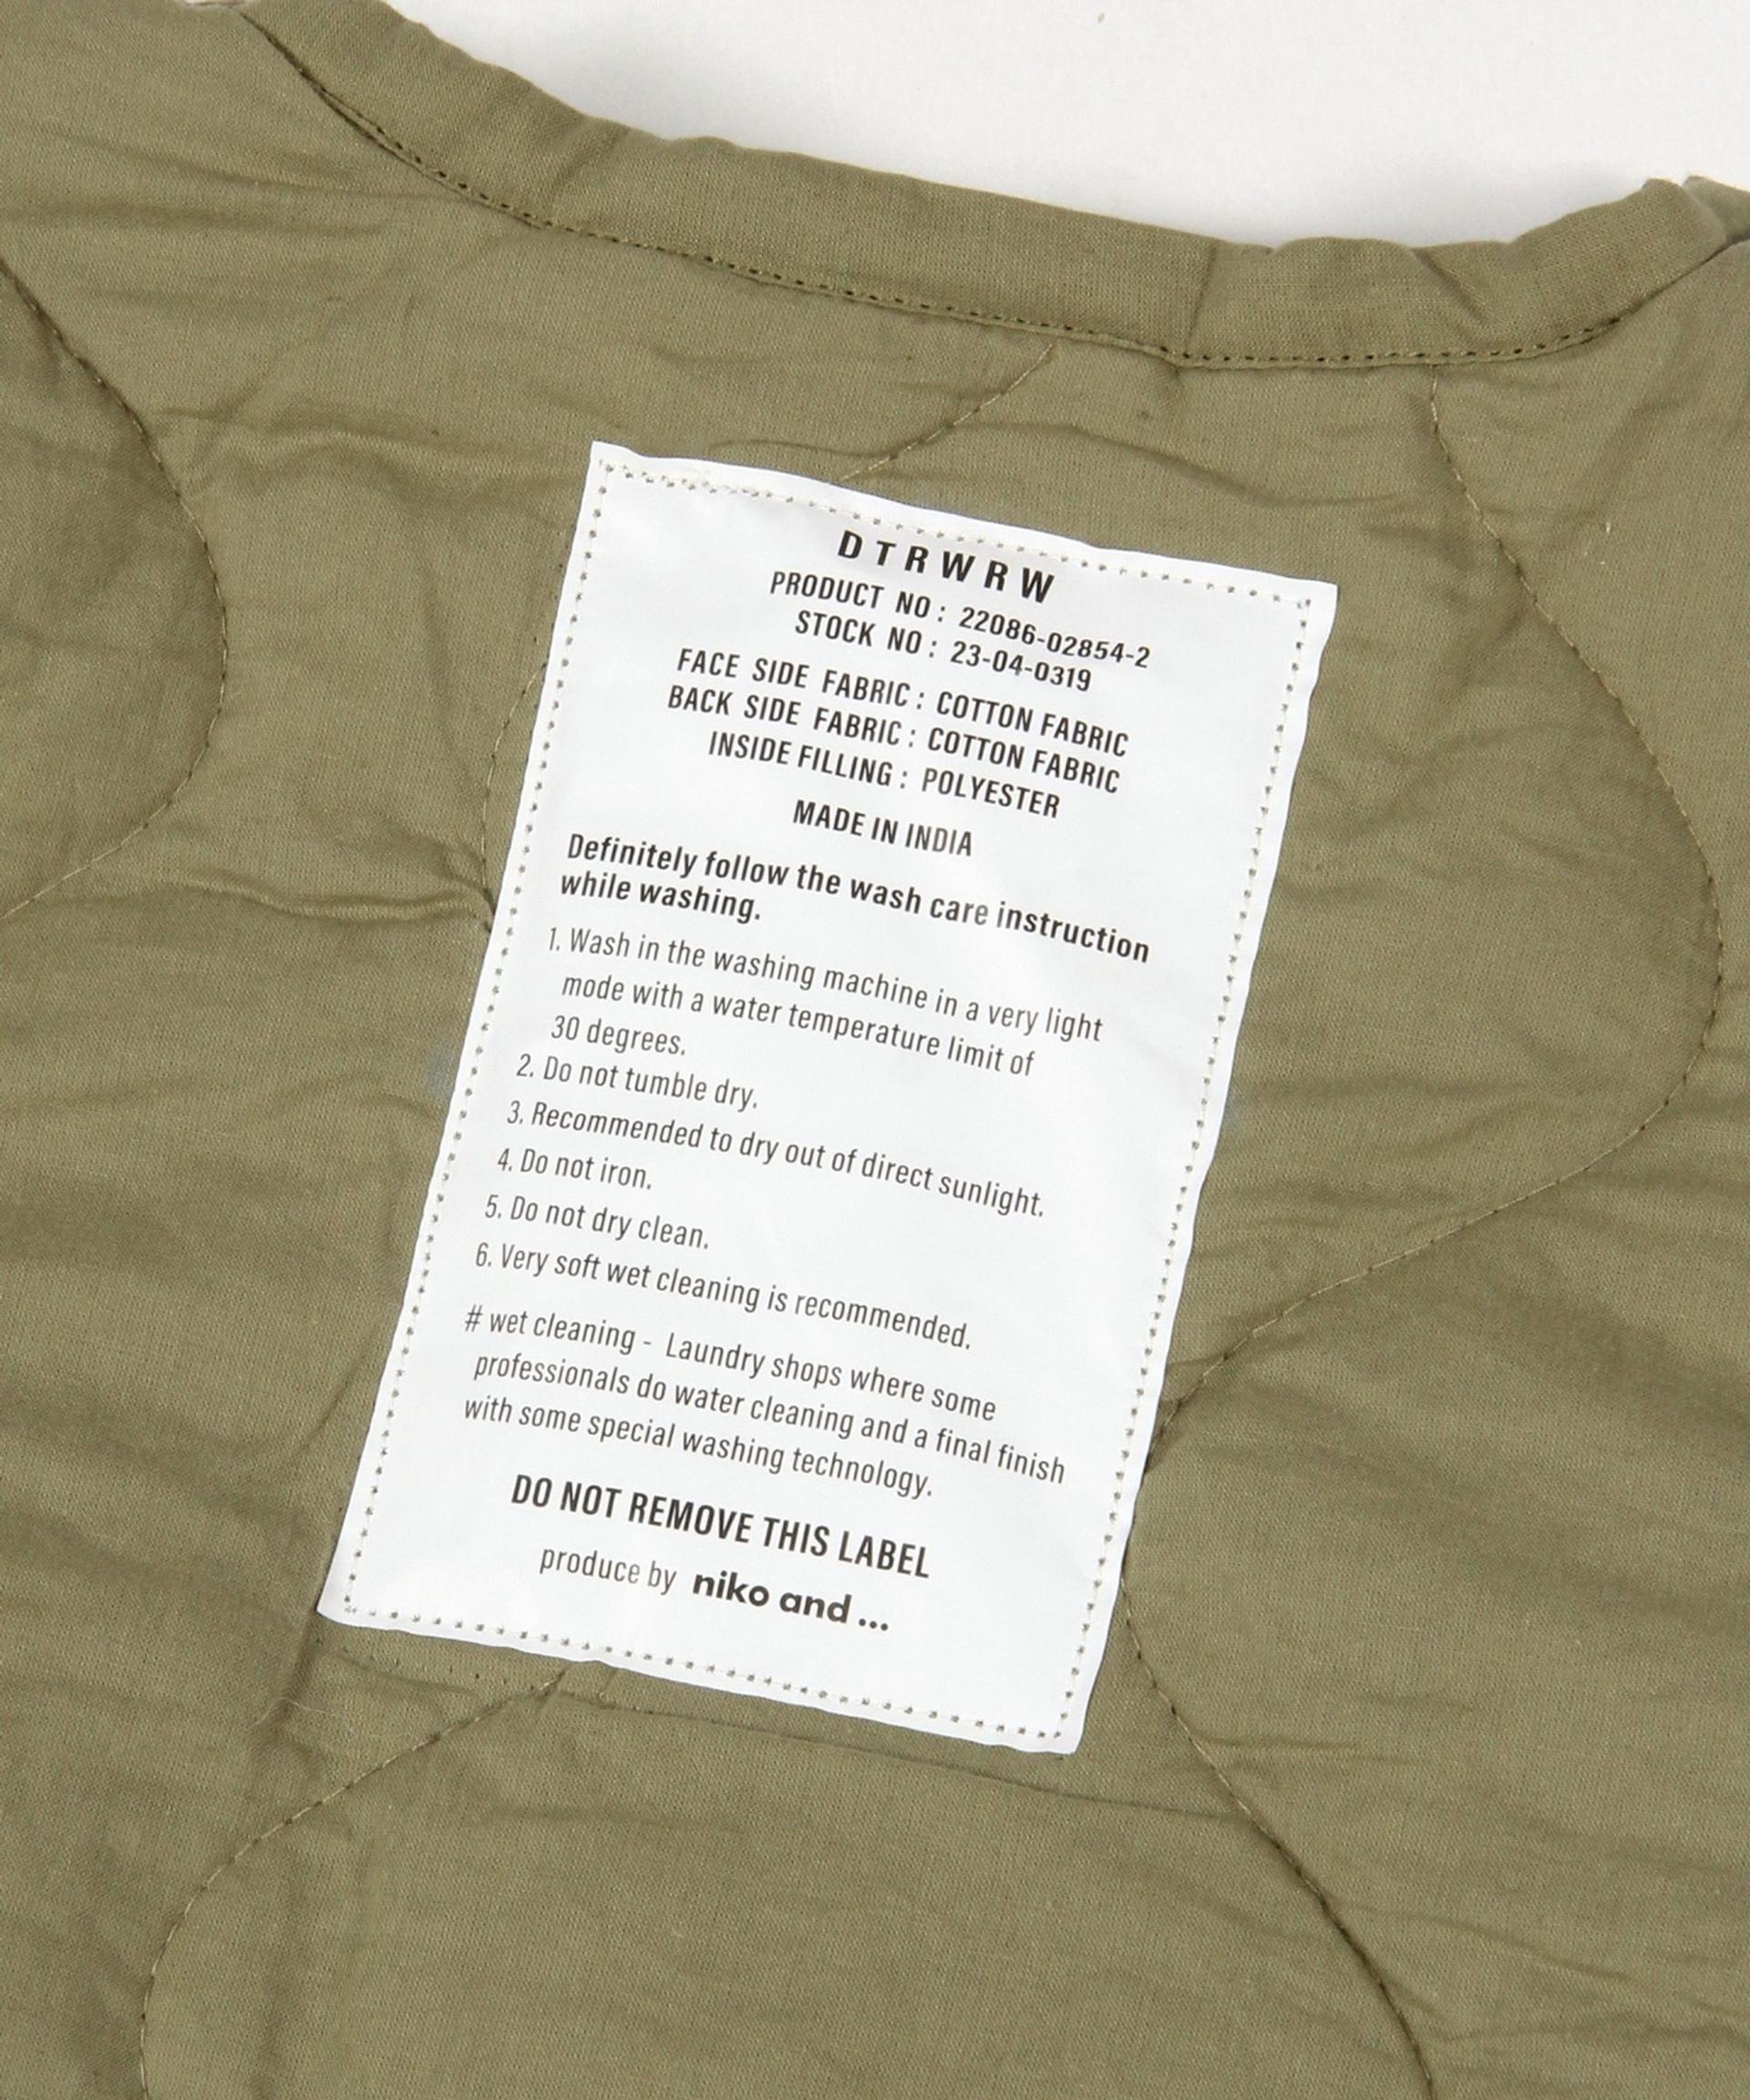 DTRWRW
PRODUCT NO : 22086-02854-2
STOCK NO : 23-04-0319
FACE SIDE FABRIC : COTTON FABRIC
BACK SIDE FABRIC : COTTON FABRIC
INSIDE FILLING : POLYESTER
MADE IN INDIA
Definitely follow the wash care instruction
while washing.
1. Wash in the washing machine in a very light
mode with a water temperature limit of
30 degrees.
2. Do not tumble dry.
3. Recommended to dry out of direct sunlight.
4. Do not iron.
5. Do not dry clean.
6. Very soft wet cleaning is recommended.
# wet cleaning - Laundry shops where some
professionals do water cleaning and a final finish
with some special washing technology.
DO NOT REMOVE THIS LABEL
produce by niko and ...